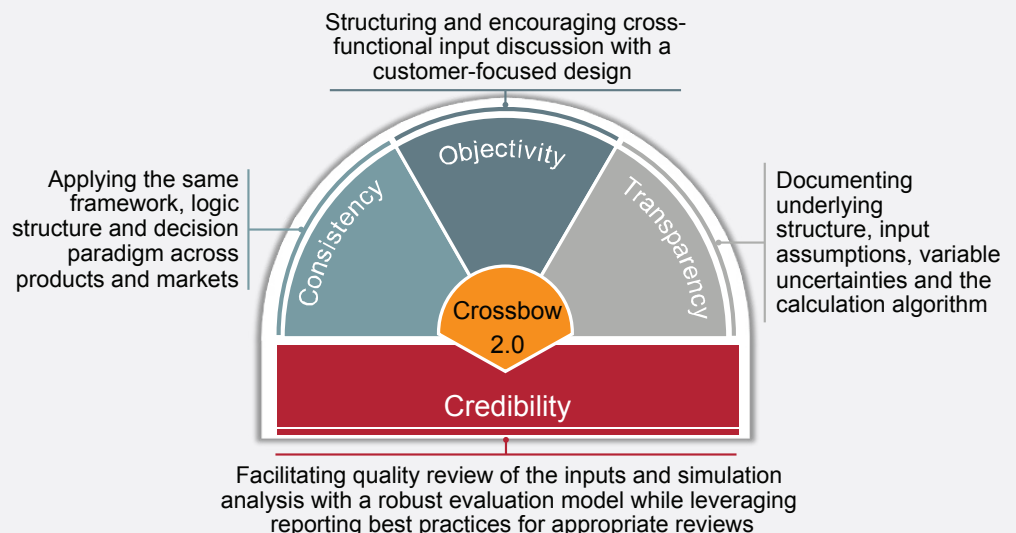 Structuring and encouraging cross-
functional input discussion with a
customer-focused design
Objectivity
Applying the same
framework, logic
structure and decision
paradigm across
products and markets
Consistency
Transparency
Documenting
underlying
structure, input
assumptions, variable
uncertainties and the
calculation algorithm
Crossbow
2.0
Credibility
Facilitating quality review of the inputs and simulation
analysis with a robust evaluation model while leveraging
reporting best practices for appropriate reviews